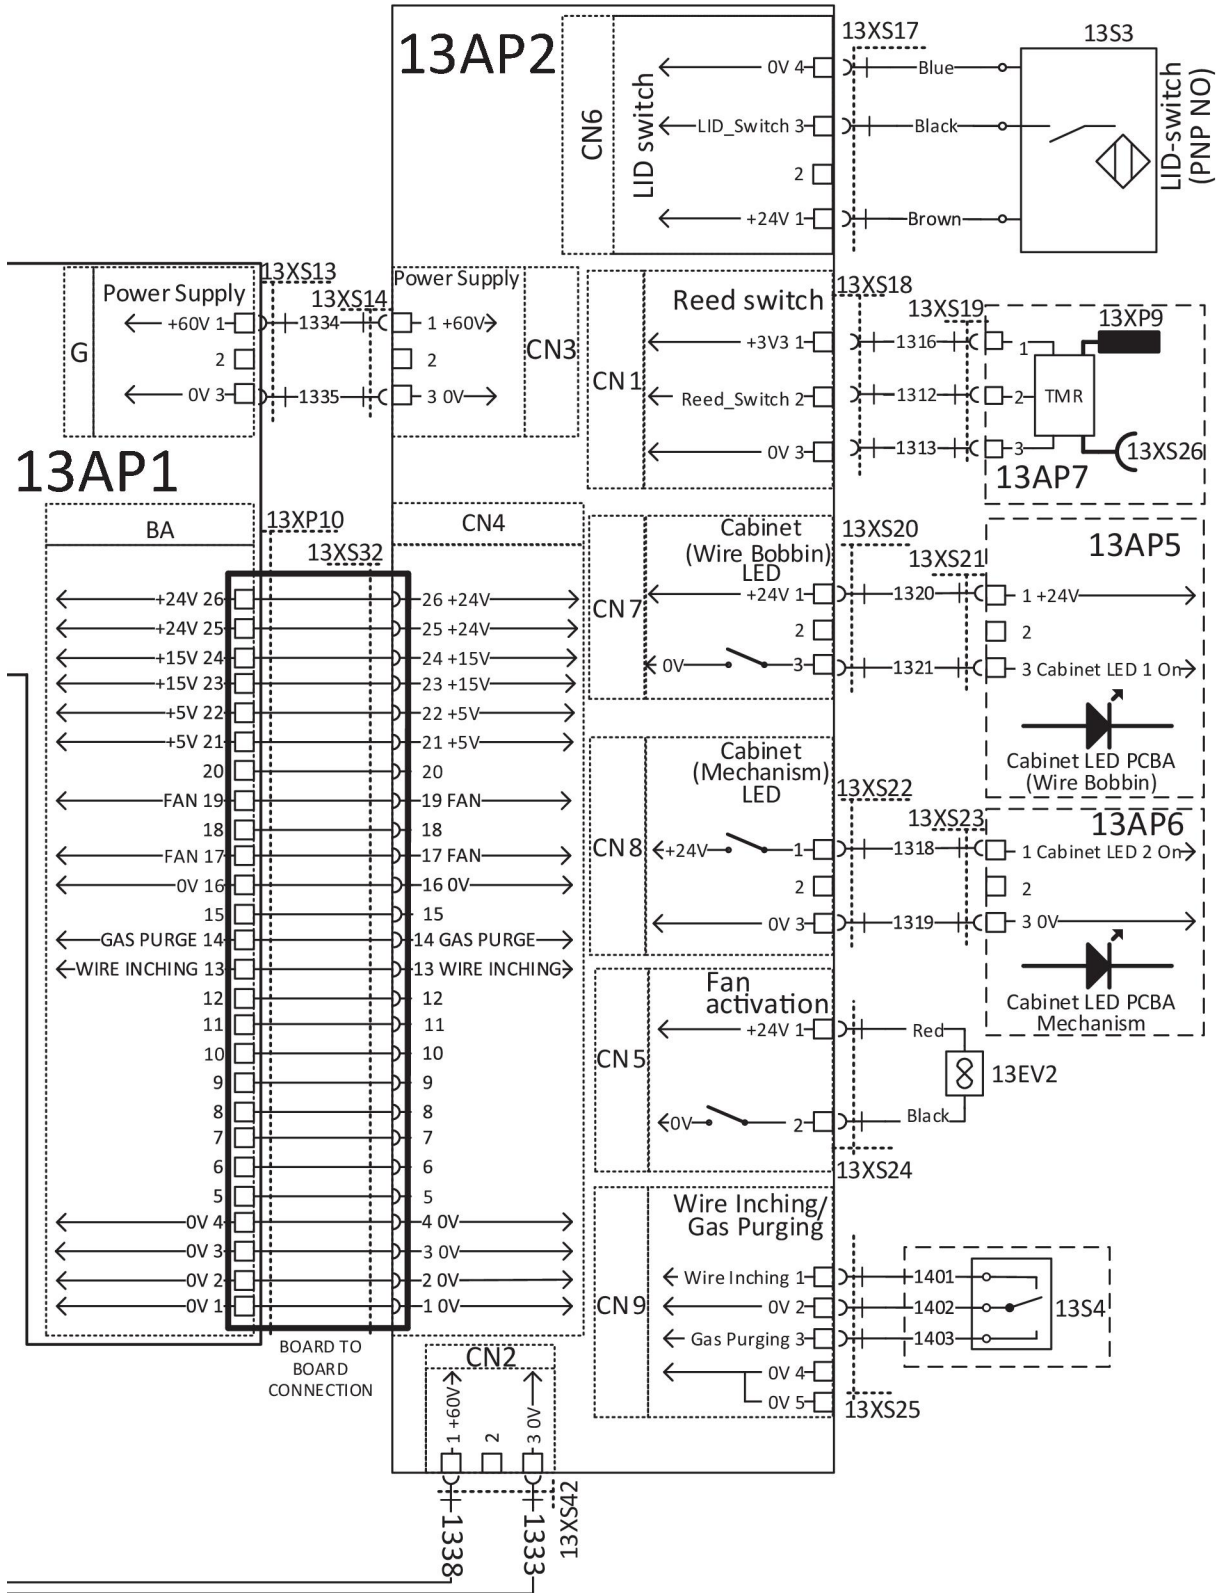 13AP2
CN6
LID switch
0V 4
LID_Switch 3
2
+24V 1
13XS17
Blue
Black
Brown
13S3
LID-switch
(PNP NO)
G
Power Supply
+60V 1
2
0V 3
13XS13
13XS14
1334
1335
Power Supply
1 +60V
2
3 0V
CN3
CN 1
Reed switch
+3V3 1
Reed_Switch 2
0V 3
13XS18
13XS19
1316
1312
1313
1
2
3
TMR
13XP9
13XS26
13AP7
13AP1
BA
13XP10
13XS32
CN4
+24V 26
+24V 25
+15V 24
+15V 23
+5V 22
+5V 21
20
FAN 19
18
FAN 17
0V 16
15
GAS PURGE 14
WIRE INCHING 13
12
11
10
9
8
7
6
5
0V 4
0V 3
0V 2
0V 1
26 +24V
25 +24V
24 +15V
23 +15V
22 +5V
21 +5V
20
19 FAN
18
17 FAN
16 0V
15
14 GAS PURGE
13 WIRE INCHING
12
11
10
9
8
7
6
5
4 0V
3 0V
2 0V
1 0V
BOARD TO
BOARD
CONNECTION
CN 7
Cabinet
(Wire Bobbin)
LED
+24V 1
2
0V
3
13XS20
13XS21
1320
1321
13AP5
1 +24V
2
3 Cabinet LED 1 On
Cabinet LED PCBA
(Wire Bobbin)
CN 8
Cabinet
(Mechanism)
LED
+24V
1
2
0V 3
13XS22
13XS23
1318
1319
13AP6
1 Cabinet LED 2 On
2
3 0V
Cabinet LED PCBA
Mechanism
CN 5
Fan
activation
+24V 1
0V
2
Red
Black
13EV2
13XS24
CN 9
Wire Inching/
Gas Purging
Wire Inching 1
0V 2
Gas Purging 3
0V 4
0V 5
1401
1402
1403
13S4
13XS25
CN2
1 +60V
2
3 0V
13XS42
1338
1333